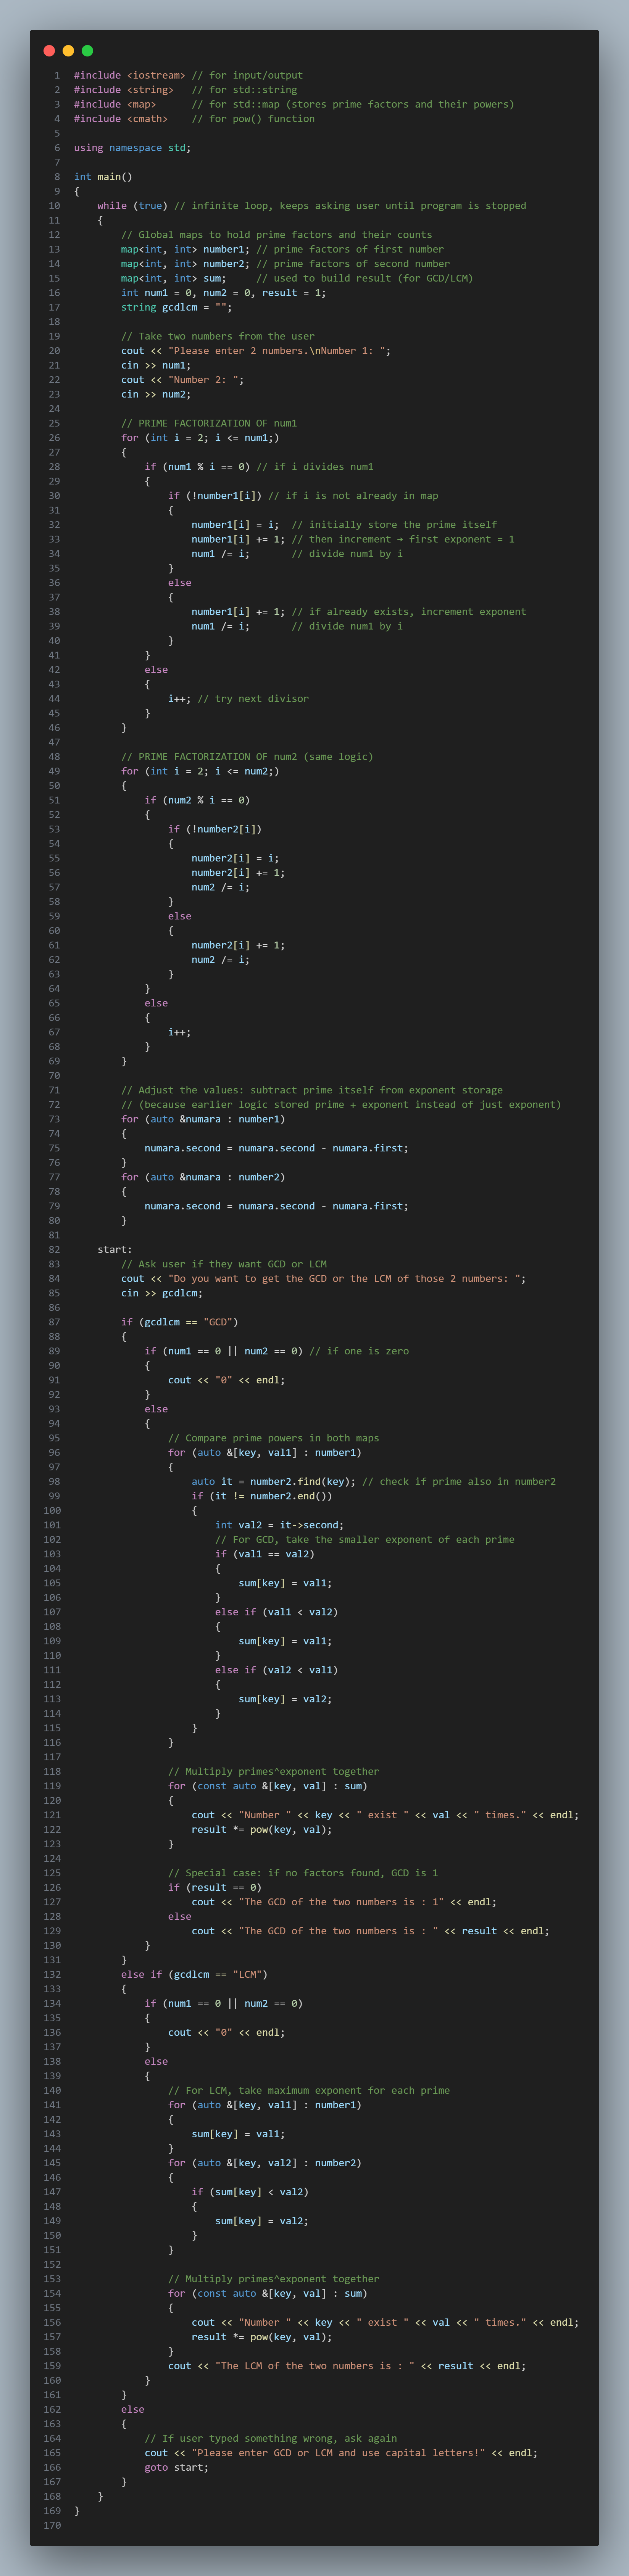 1 #include <iostream> // for input/output
2 #include <string>   // for std::string
3 #include <map>      // for std::map (stores prime factors and their powers)
4 #include <cmath>    // for pow() function
5
6 using namespace std;
7
8 int main()
9 {
10     while (true) // infinite loop, keeps asking user until program is stopped
11     {
12         // Global maps to hold prime factors and their counts
13         map<int, int> number1; // prime factors of first number
14         map<int, int> number2; // prime factors of second number
15         map<int, int> sum;     // used to build result (for GCD/LCM)
16         int num1 = 0, num2 = 0, result = 1;
17         string gcdlcm = "";
18
19         // Take two numbers from the user
20         cout << "Please enter 2 numbers.\nNumber 1: ";
21         cin >> num1;
22         cout << "Number 2: ";
23         cin >> num2;
24
25         // PRIME FACTORIZATION OF num1
26         for (int i = 2; i <= num1;)
27         {
28             if (num1 % i == 0) // if i divides num1
29             {
30                 if (!number1[i]) // if i is not already in map
31                 {
32                     number1[i] = i;  // initially store the prime itself
33                     number1[i] += 1; // then increment → first exponent = 1
34                     num1 /= i;       // divide num1 by i
35                 }
36                 else
37                 {
38                     number1[i] += 1; // if already exists, increment exponent
39                     num1 /= i;       // divide num1 by i
40                 }
41             }
42             else
43             {
44                 i++; // try next divisor
45             }
46         }
47
48         // PRIME FACTORIZATION OF num2 (same logic)
49         for (int i = 2; i <= num2;)
50         {
51             if (num2 % i == 0)
52             {
53                 if (!number2[i])
54                 {
55                     number2[i] = i;
56                     number2[i] += 1;
57                     num2 /= i;
58                 }
59                 else
60                 {
61                     number2[i] += 1;
62                     num2 /= i;
63                 }
64             }
65             else
66             {
67                 i++;
68             }
69         }
70
71         // Adjust the values: subtract prime itself from exponent storage
72         // (because earlier logic stored prime + exponent instead of just exponent)
73         for (auto &numara : number1)
74         {
75             numara.second = numara.second - numara.first;
76         }
77         for (auto &numara : number2)
78         {
79             numara.second = numara.second - numara.first;
80         }
81
82     start:
83         // Ask user if they want GCD or LCM
84         cout << "Do you want to get the GCD or the LCM of those 2 numbers: ";
85         cin >> gcdlcm;
86
87         if (gcdlcm == "GCD")
88         {
89             if (num1 == 0 || num2 == 0) // if one is zero
90             {
91                 cout << "0" << endl;
92             }
93             else
94             {
95                 // Compare prime powers in both maps
96                 for (auto &[key, val1] : number1)
97                 {
98                     auto it = number2.find(key); // check if prime also in number2
99                     if (it != number2.end())
100                     {
101                         int val2 = it->second;
102                         // For GCD, take the smaller exponent of each prime
103                         if (val1 == val2)
104                         {
105                             sum[key] = val1;
106                         }
107                         else if (val1 < val2)
108                         {
109                             sum[key] = val1;
110                         }
111                         else if (val2 < val1)
112                         {
113                             sum[key] = val2;
114                         }
115                     }
116                 }
117
118                 // Multiply primes^exponent together
119                 for (const auto &[key, val] : sum)
120                 {
121                     cout << "Number " << key << " exist " << val << " times." << endl;
122                     result *= pow(key, val);
123                 }
124
125                 // Special case: if no factors found, GCD is 1
126                 if (result == 0)
127                     cout << "The GCD of the two numbers is : 1" << endl;
128                 else
129                     cout << "The GCD of the two numbers is : " << result << endl;
130             }
131         }
132         else if (gcdlcm == "LCM")
133         {
134             if (num1 == 0 || num2 == 0)
135             {
136                 cout << "0" << endl;
137             }
138             else
139             {
140                 // For LCM, take maximum exponent for each prime
141                 for (auto &[key, val1] : number1)
142                 {
143                     sum[key] = val1;
144                 }
145                 for (auto &[key, val2] : number2)
146                 {
147                     if (sum[key] < val2)
148                     {
149                         sum[key] = val2;
150                     }
151                 }
152
153                 // Multiply primes^exponent together
154                 for (const auto &[key, val] : sum)
155                 {
156                     cout << "Number " << key << " exist " << val << " times." << endl;
157                     result *= pow(key, val);
158                 }
159                 cout << "The LCM of the two numbers is : " << result << endl;
160             }
161         }
162         else
163         {
164             // If user typed something wrong, ask again
165             cout << "Please enter GCD or LCM and use capital letters!" << endl;
166             goto start;
167         }
168     }
169 }
170